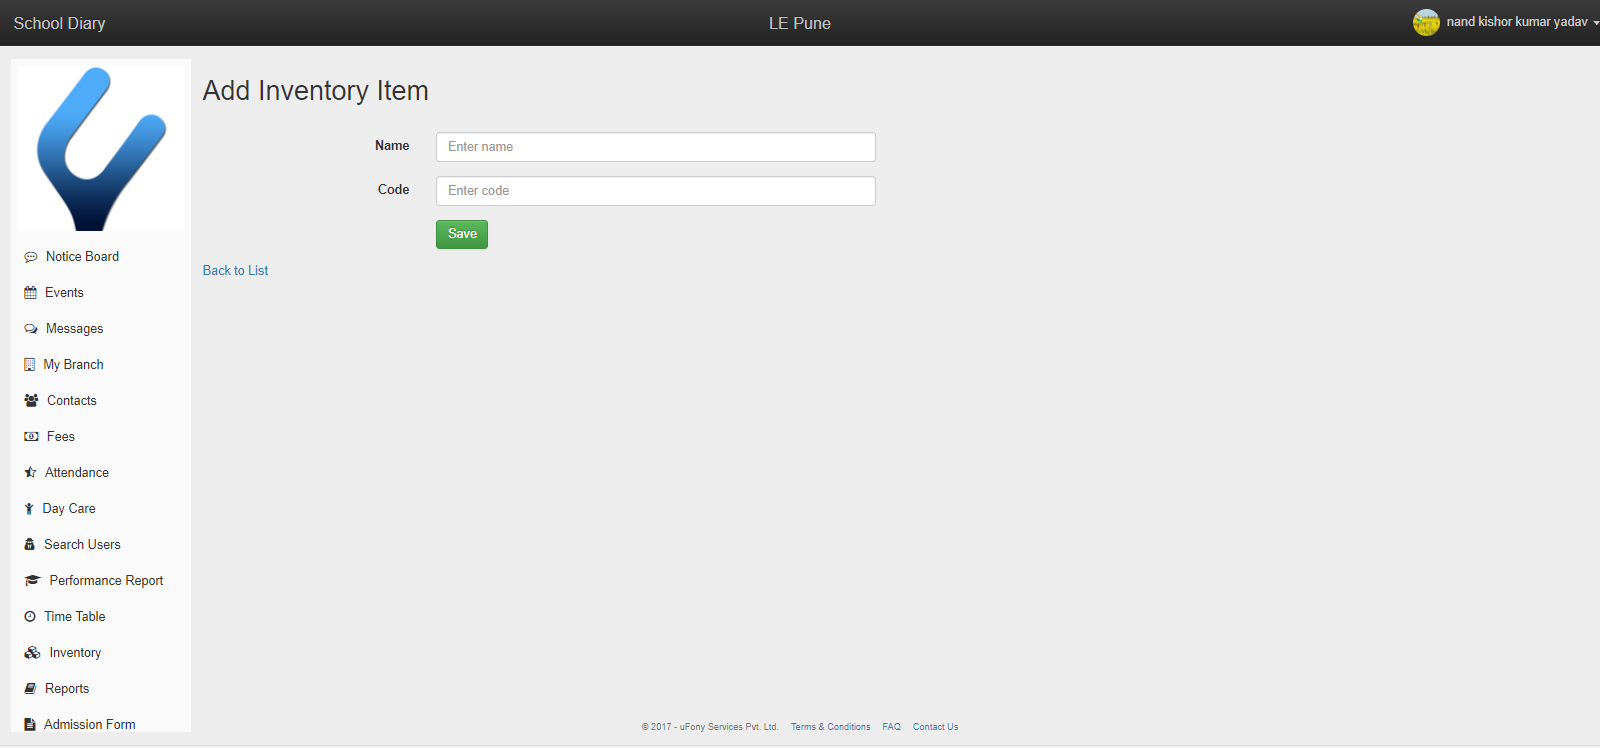 School Diary
LE Pune
nand kishor kumar yadav
Add Inventory Item
Name
Enter name
Code
Enter code
Save
Back to List
Notice Board
Events
Messages
My Branch
Contacts
Fees
Attendance
Day Care
Search Users
Performance Report
Time Table
Inventory
Reports
Admission Form
© 2017 - uFony Services Pvt. Ltd. Terms & Conditions FAQ Contact Us